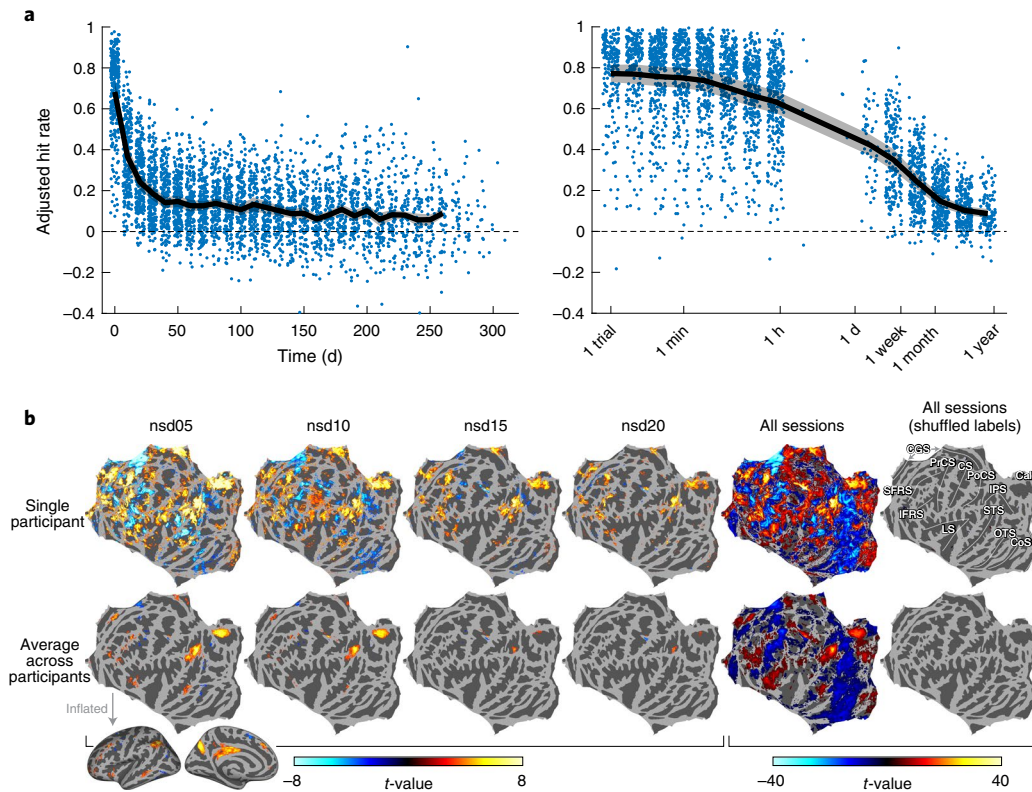 a
Adjusted hit rate
1
0.8
0.6
0.4
0.2
0
−0.2
−0.4
0 50 100 150 200 250 300
Time (d)
1
0.8
0.6
0.4
0.2
0
−0.2
−0.4
1 trial 1 min 1 h 1 d 1 week 1 month 1 year
b
nsd05 nsd10 nsd15 nsd20 All sessions All sessions
(shuffled labels)
Single
participant
CGS
PrCS
CS
PoCS
Cal
SFRS
IPS
IFRS
STS
LS
OTS
CoS
Average
across
participants
Inflated
−8 t-value 8
−40 t-value 40